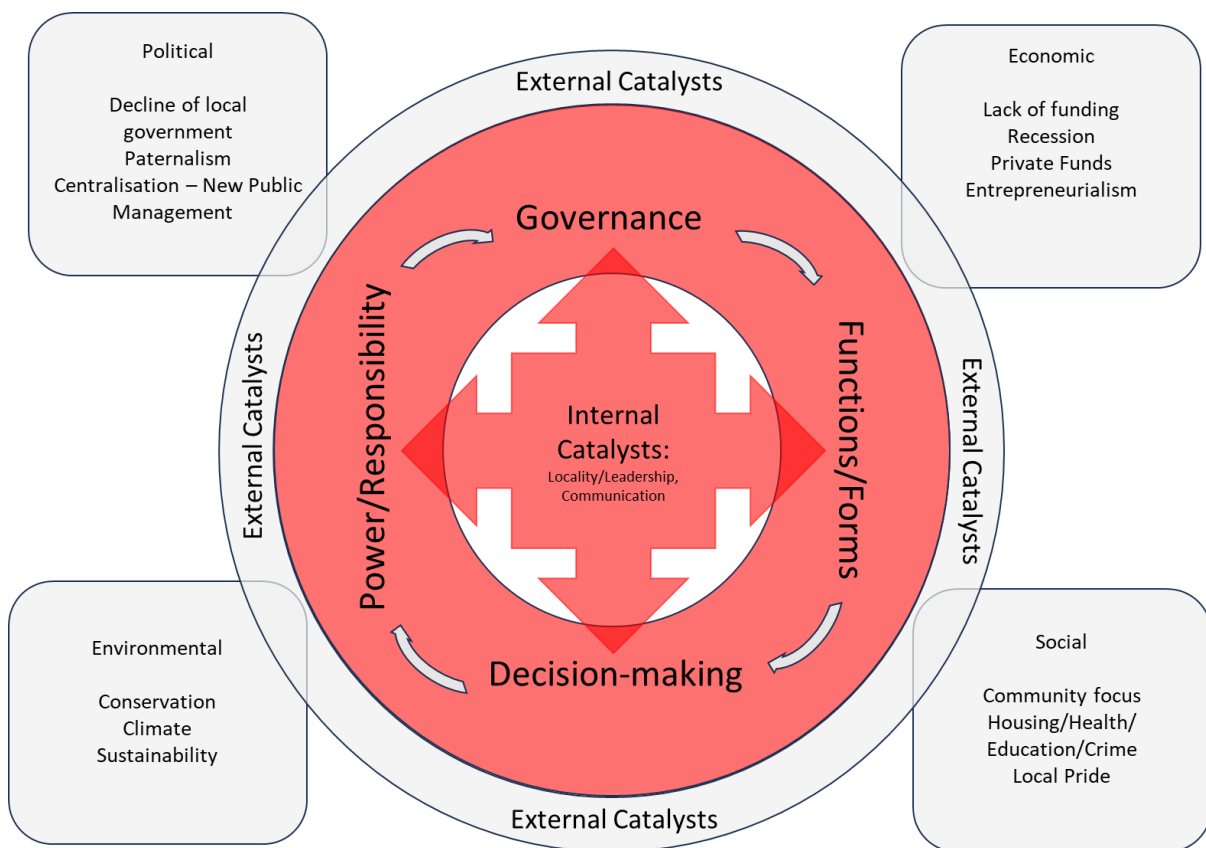 Political
Decline of local
government
Paternalism
Centralisation – New Public
Management
External Catalysts
Economic
Lack of funding
Recession
Private Funds
Entrepreneurialism
Governance
External Catalysts
Power/Responsibility
Internal
Catalysts:
Locality/Leadership,
Communication
Functions/Forms
External Catalysts
Decision-making
Environmental
Conservation
Climate
Sustainability
External Catalysts
Social
Community focus
Housing/Health/
Education/Crime
Local Pride